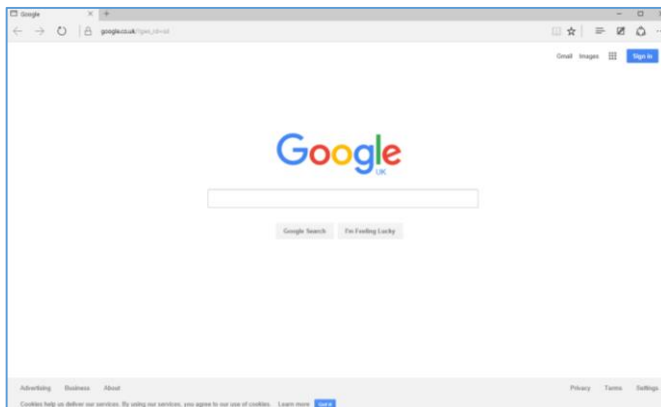 Google
google.co.uk/?gws_rd=ssl
Gmail Images Sign in
Google
UK
Google Search I'm Feeling Lucky
Advertising Business About Privacy Terms Settings
Cookies help us deliver our services. By using our services, you agree to our use of cookies. Learn more Got it